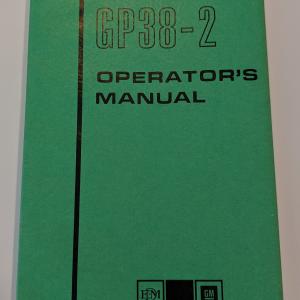 GP38-2
OPERATOR'S
MANUAL
EMD GM